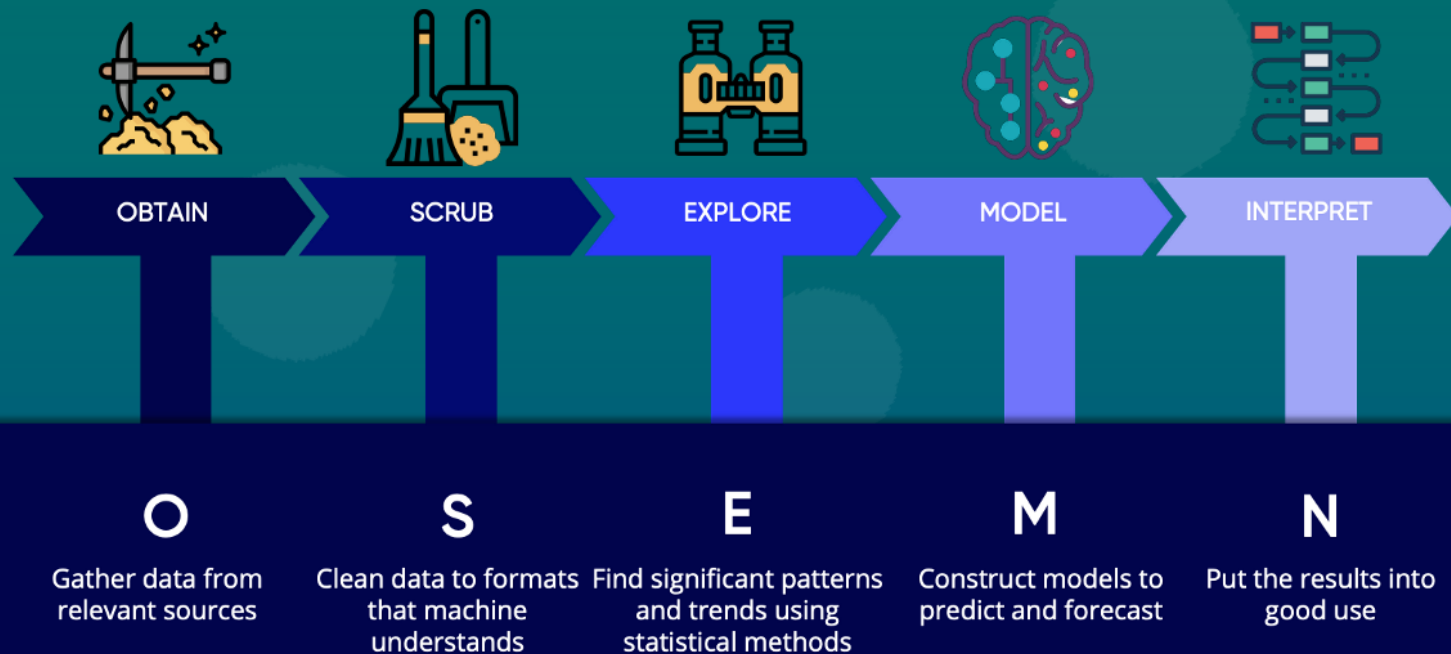 OBTAIN
SCRUB
EXPLORE
MODEL
INTERPRET
O
Gather data from
relevant sources
S
Clean data to formats
that machine
understands
E
Find significant patterns
and trends using
statistical methods
M
Construct models to
predict and forecast
N
Put the results into
good use